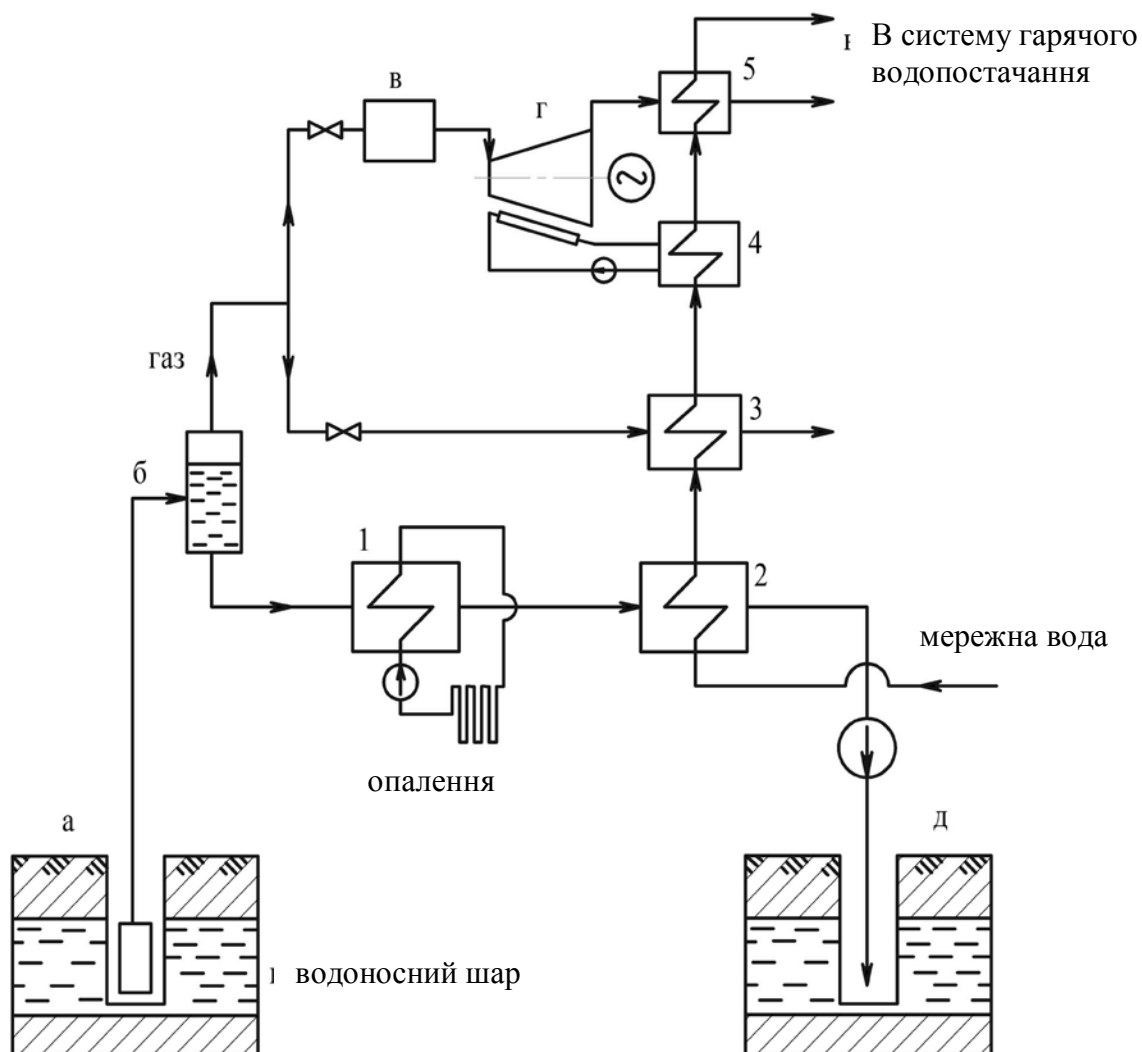 В систему гарячого
водопостачання
5
в
г
4
газ
3
б
1
2
мережна вода
опалення
а
д
водоносний шар